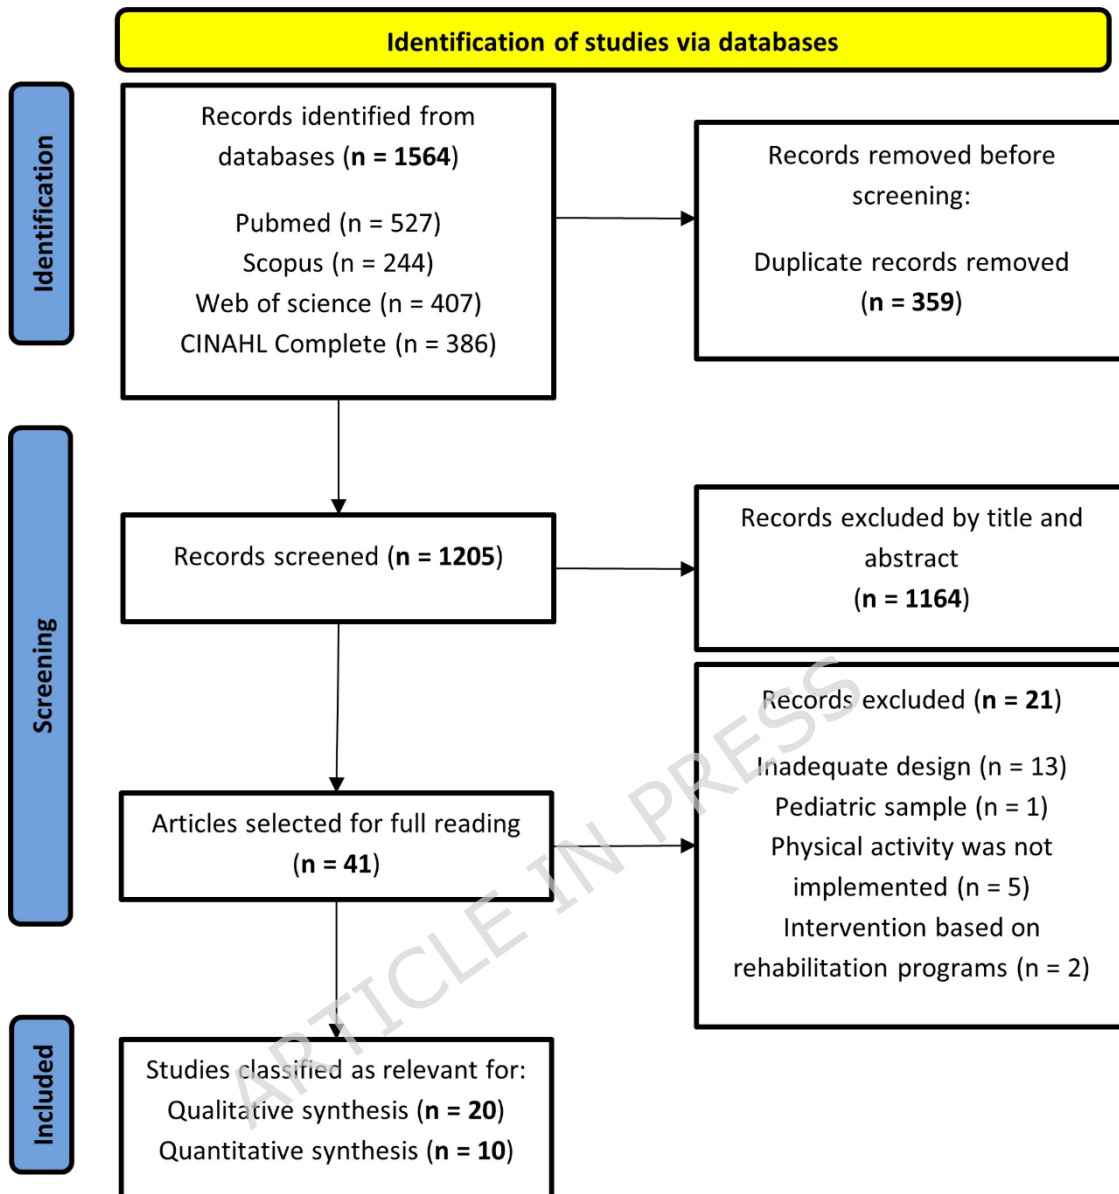 Identification of studies via databases
Identification
Records identified from
databases (n = 1564)
Pubmed (n = 527)
Scopus (n = 244)
Web of science (n = 407)
CINAHL Complete (n = 386)
Records removed before
screening:
Duplicate records removed
(n = 359)
Screening
Records screened (n = 1205)
Records excluded by title and
abstract
(n = 1164)
Articles selected for full reading
(n = 41)
Records excluded (n = 21)
Inadequate design (n = 13)
Pediatric sample (n = 1)
Physical activity was not
implemented (n = 5)
Intervention based on
rehabilitation programs (n = 2)
Included
Studies classified as relevant for:
Qualitative synthesis (n = 20)
Quantitative synthesis (n = 10)
ARTICLE IN PRESS